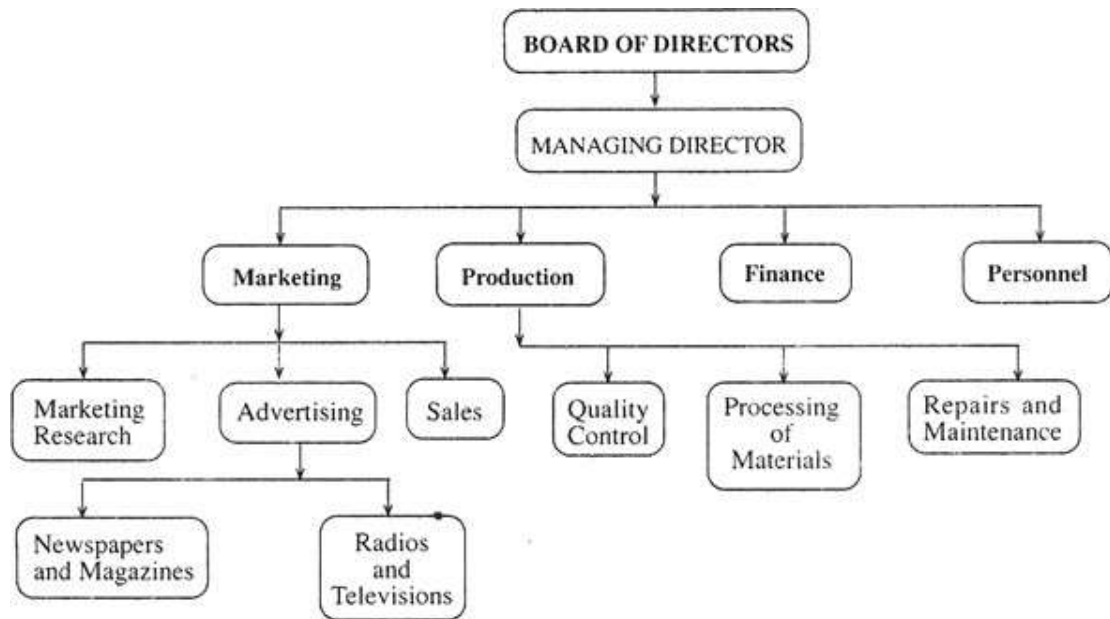 BOARD OF DIRECTORS
MANAGING DIRECTOR
Marketing
Production
Finance
Personnel
Marketing
Research
Advertising
Sales
Quality
Control
Processing
of
Materials
Repairs and
Maintenance
Newspapers
and Magazines
Radios
and
Televisions